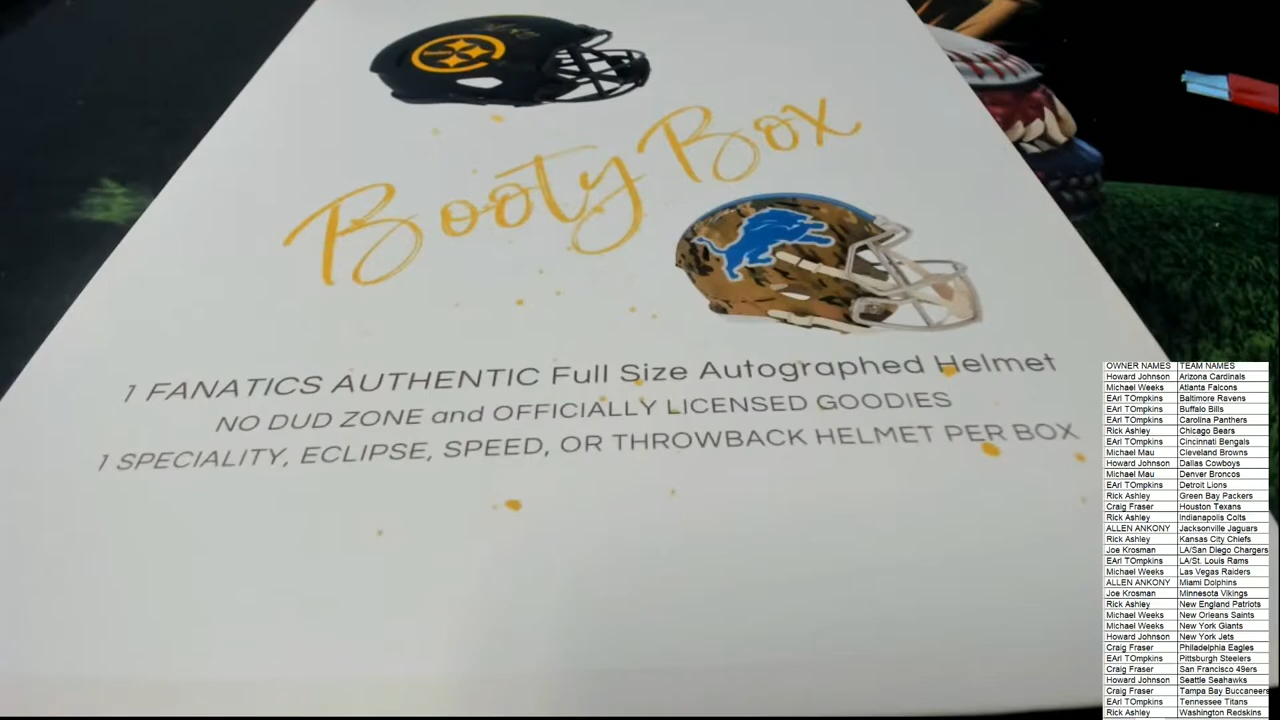 Booty Box
1 FANATICS AUTHENTIC Full Size Autographed Helmet
NO DUD ZONE and OFFICIALLY LICENSED GOODIES
1 SPECIALITY, ECLIPSE, SPEED, OR THROWBACK HELMET PER BOX
OWNER NAMES TEAM NAMES
Howard Johnson Arizona Cardinals
Michael Weeks Atlanta Falcons
EArl TOmpkins Baltimore Ravens
EArl TOmpkins Buffalo Bills
EArl TOmpkins Carolina Panthers
Rick Ashley Chicago Bears
EArl TOmpkins Cincinnati Bengals
Michael Mau Cleveland Browns
Howard Johnson Dallas Cowboys
Michael Mau Denver Broncos
EArl TOmpkins Detroit Lions
Rick Ashley Green Bay Packers
Craig Fraser Houston Texans
Rick Ashley Indianapolis Colts
ALLEN ANKONY Jacksonville Jaguars
Rick Ashley Kansas City Chiefs
Joe Krosman LA/San Diego Chargers
EArl TOmpkins LA/St. Louis Rams
Michael Weeks Las Vegas Raiders
ALLEN ANKONY Miami Dolphins
Joe Krosman Minnesota Vikings
Rick Ashley New England Patriots
Michael Weeks New Orleans Saints
Michael Weeks New York Giants
Howard Johnson New York Jets
Craig Fraser Philadelphia Eagles
EArl TOmpkins Pittsburgh Steelers
Craig Fraser San Francisco 49ers
Howard Johnson Seattle Seahawks
Craig Fraser Tampa Bay Buccaneers
EArl TOmpkins Tennessee Titans
Rick Ashley Washington Redskins